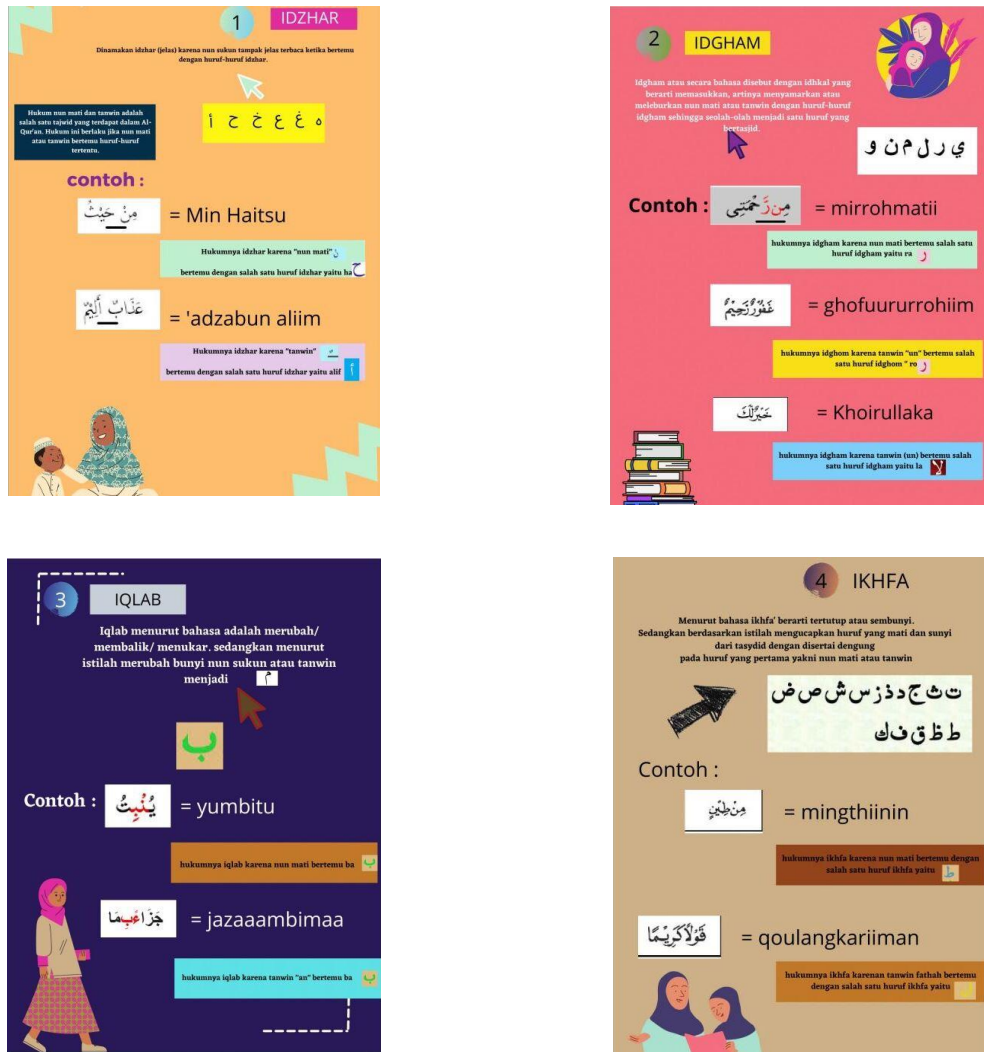 1
IDZHAR
Dinamakan idzhar (jelas) karena nun sukun tampak jelas terbaca ketika bertemu
dengan huruf-huruf idzhar.
Hukum nun mati dan tanwin adalah
salah satu tajwid yang terdapat dalam Al-
Qur'an. Hukum ini berlaku jika nun mati
atau tanwin bertemu huruf-huruf
tertentu.
ه ع غ خ ح أ
contoh :
مِنْ حَيْثُ
= Min Haitsu
Hukumnya idzhar karena "nun mati" ن
bertemu dengan salah satu huruf idzhar yaitu ha ح
عَذَابٌ أَلِيْمٌ
= 'adzabun aliim
Hukumnya idzhar karena "tanwin"
bertemu dengan salah satu huruf idzhar yaitu alif أ
2
IDGHAM
Idgham atau secara bahasa disebut dengan idhkal yang
berarti memasukkan, artinya menyamarkan atau
meleburkan nun mati atau tanwin dengan huruf-huruf
idgham sehingga seolah-olah menjadi satu huruf yang
bertasjid.
ي ر ل م ن و
Contoh :
مِن رَّحْمَتِى
= mirrohmatii
hukumnya idgham karena nun mati bertemu salah satu
huruf idgham yaitu ra ر
غَفُوْرٌرَّحِيْمٌ
= ghofuururrohiim
hukumnya idghom karena tanwin "un" bertemu salah
satu huruf idghom " ro ر
خَيْرٌلَّكَ
= Khoirullaka
hukumnya idgham karena tanwin (un) bertemu salah
satu huruf idgham yaitu la لا
3
IQLAB
Iqlab menurut bahasa adalah merubah/
membalik/ menukar. sedangkan menurut
istilah merubah bunyi nun sukun atau tanwin
menjadi م
ب
Contoh :
يُنْبِتُ
= yumbitu
hukumnya iqlab karena nun mati bertemu ba ب
جَزَاءًبِمَا
= jazaaambimaa
hukumnya iqlab karena tanwin "an" bertemu ba ب
4
IKHFA
Menurut bahasa ikhfa' berarti tertutup atau sembunyi.
Sedangkan berdasarkan istilah mengucapkan huruf yang mati dan sunyi
dari tasydid dengan disertai dengung
pada huruf yang pertama yakni nun mati atau tanwin
ت ث ج د ذ ز س ش ص ض
ط ظ ق ف ك
Contoh :
مِنْ طِيْنٍ
= mingthiinin
hukumnya ikhfa karena nun mati bertemu dengan
salah satu huruf ikhfa yaitu ط
قَوْلًاكَرِيْمًا
= qoulangkariiman
hukumnya ikhfa karenan tanwin fathah bertemu
dengan salah satu huruf ikhfa yaitu